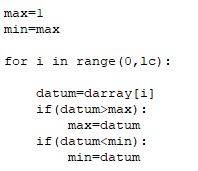 max=1
min=max
for i in range(0,lc):
    datum=darray[i]
    if(datum>max):
        max=datum
    if(datum<min):
        min=datum